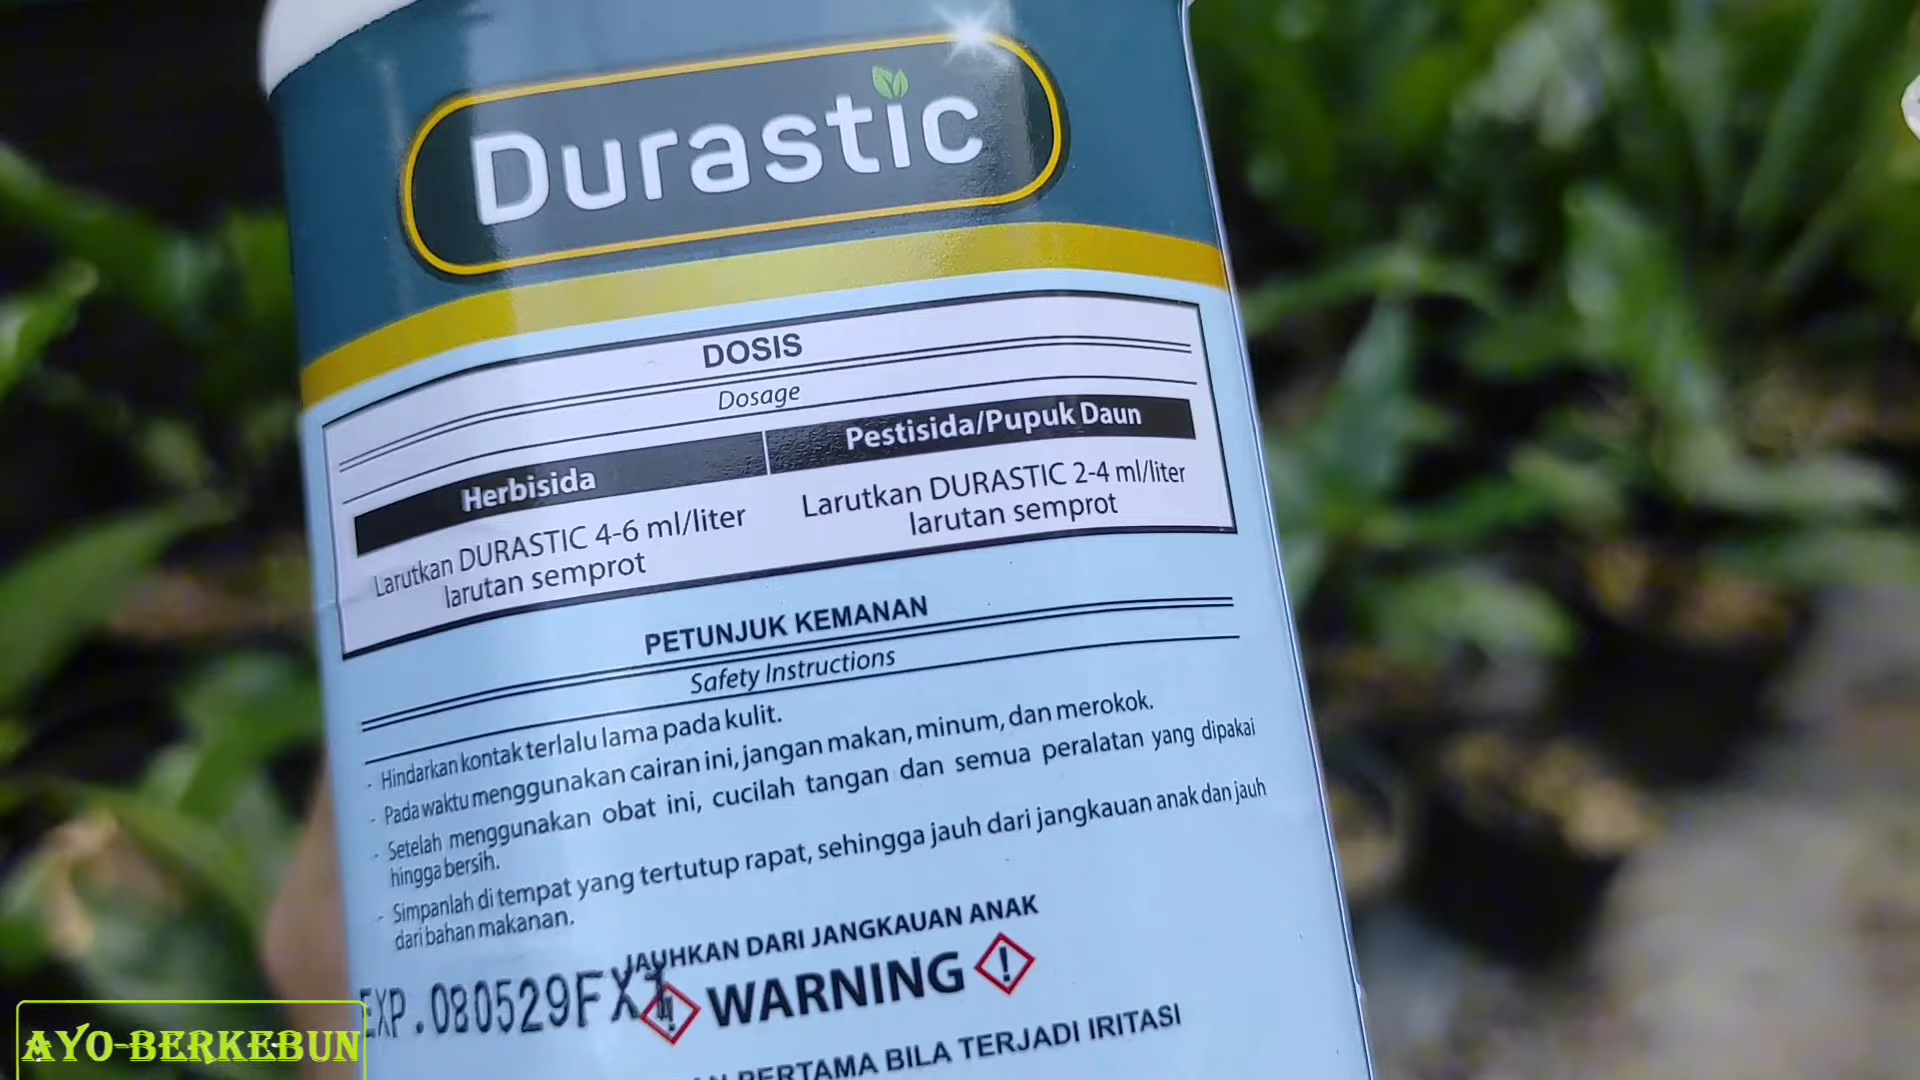 Durastic
DOSIS
Dosage
Herbisida
Pestisida/Pupuk Daun
Larutkan DURASTIC 4-6 ml/liter
larutan semprot
Larutkan DURASTIC 2-4 ml/liter
larutan semprot
PETUNJUK KEMANAN
Safety Instructions
- Hindarkan kontak terlalu lama pada kulit.
- Pada waktu menggunakan cairan ini, jangan makan, minum, dan merokok.
- Setelah menggunakan obat ini, cucilah tangan dan semua peralatan yang dipakai
hingga bersih.
- Simpanlah di tempat yang tertutup rapat, sehingga jauh dari jangkauan anak dan jauh
dari bahan makanan.
JAUHKAN DARI JANGKAUAN ANAK
EXP.080529FX1
WARNING
PERTAMA BILA TERJADI IRITASI
AYO-BERKEBUN